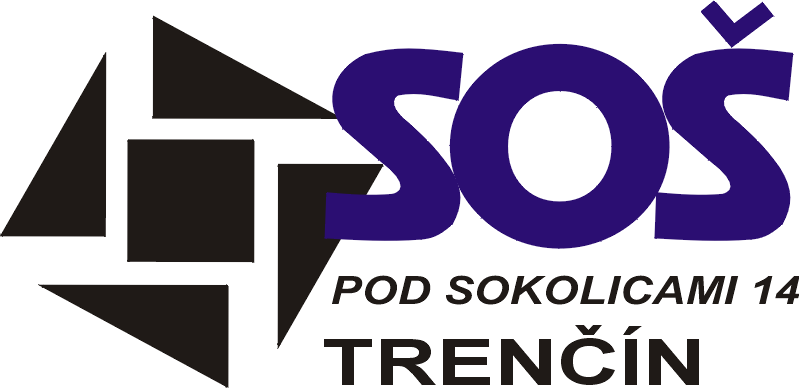 SOŠ
POD SOKOLICAMI 14
TRENČÍN